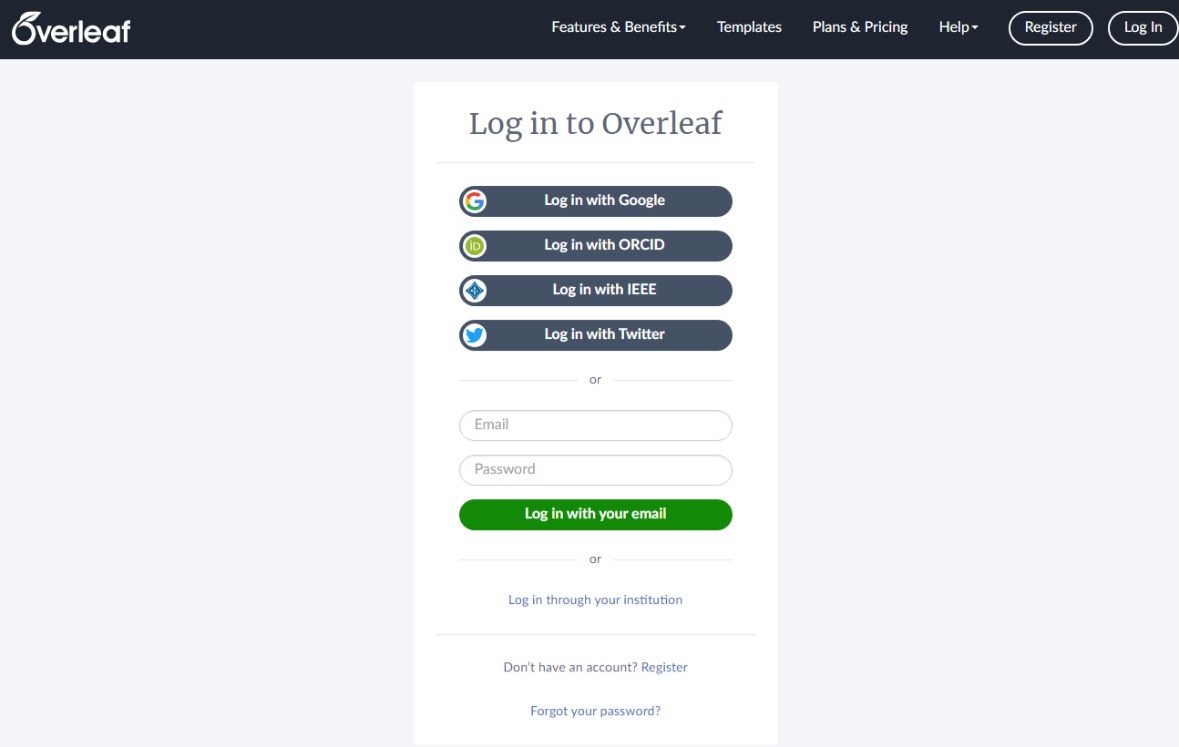 Overleaf
Features & Benefits
Templates
Plans & Pricing
Help
Register
Log In
Log in to Overleaf
Log in with Google
iD
Log in with ORCID
Log in with IEEE
Log in with Twitter
or
Email
Password
Log in with your email
or
Log in through your institution
Don't have an account? Register
Forgot your password?